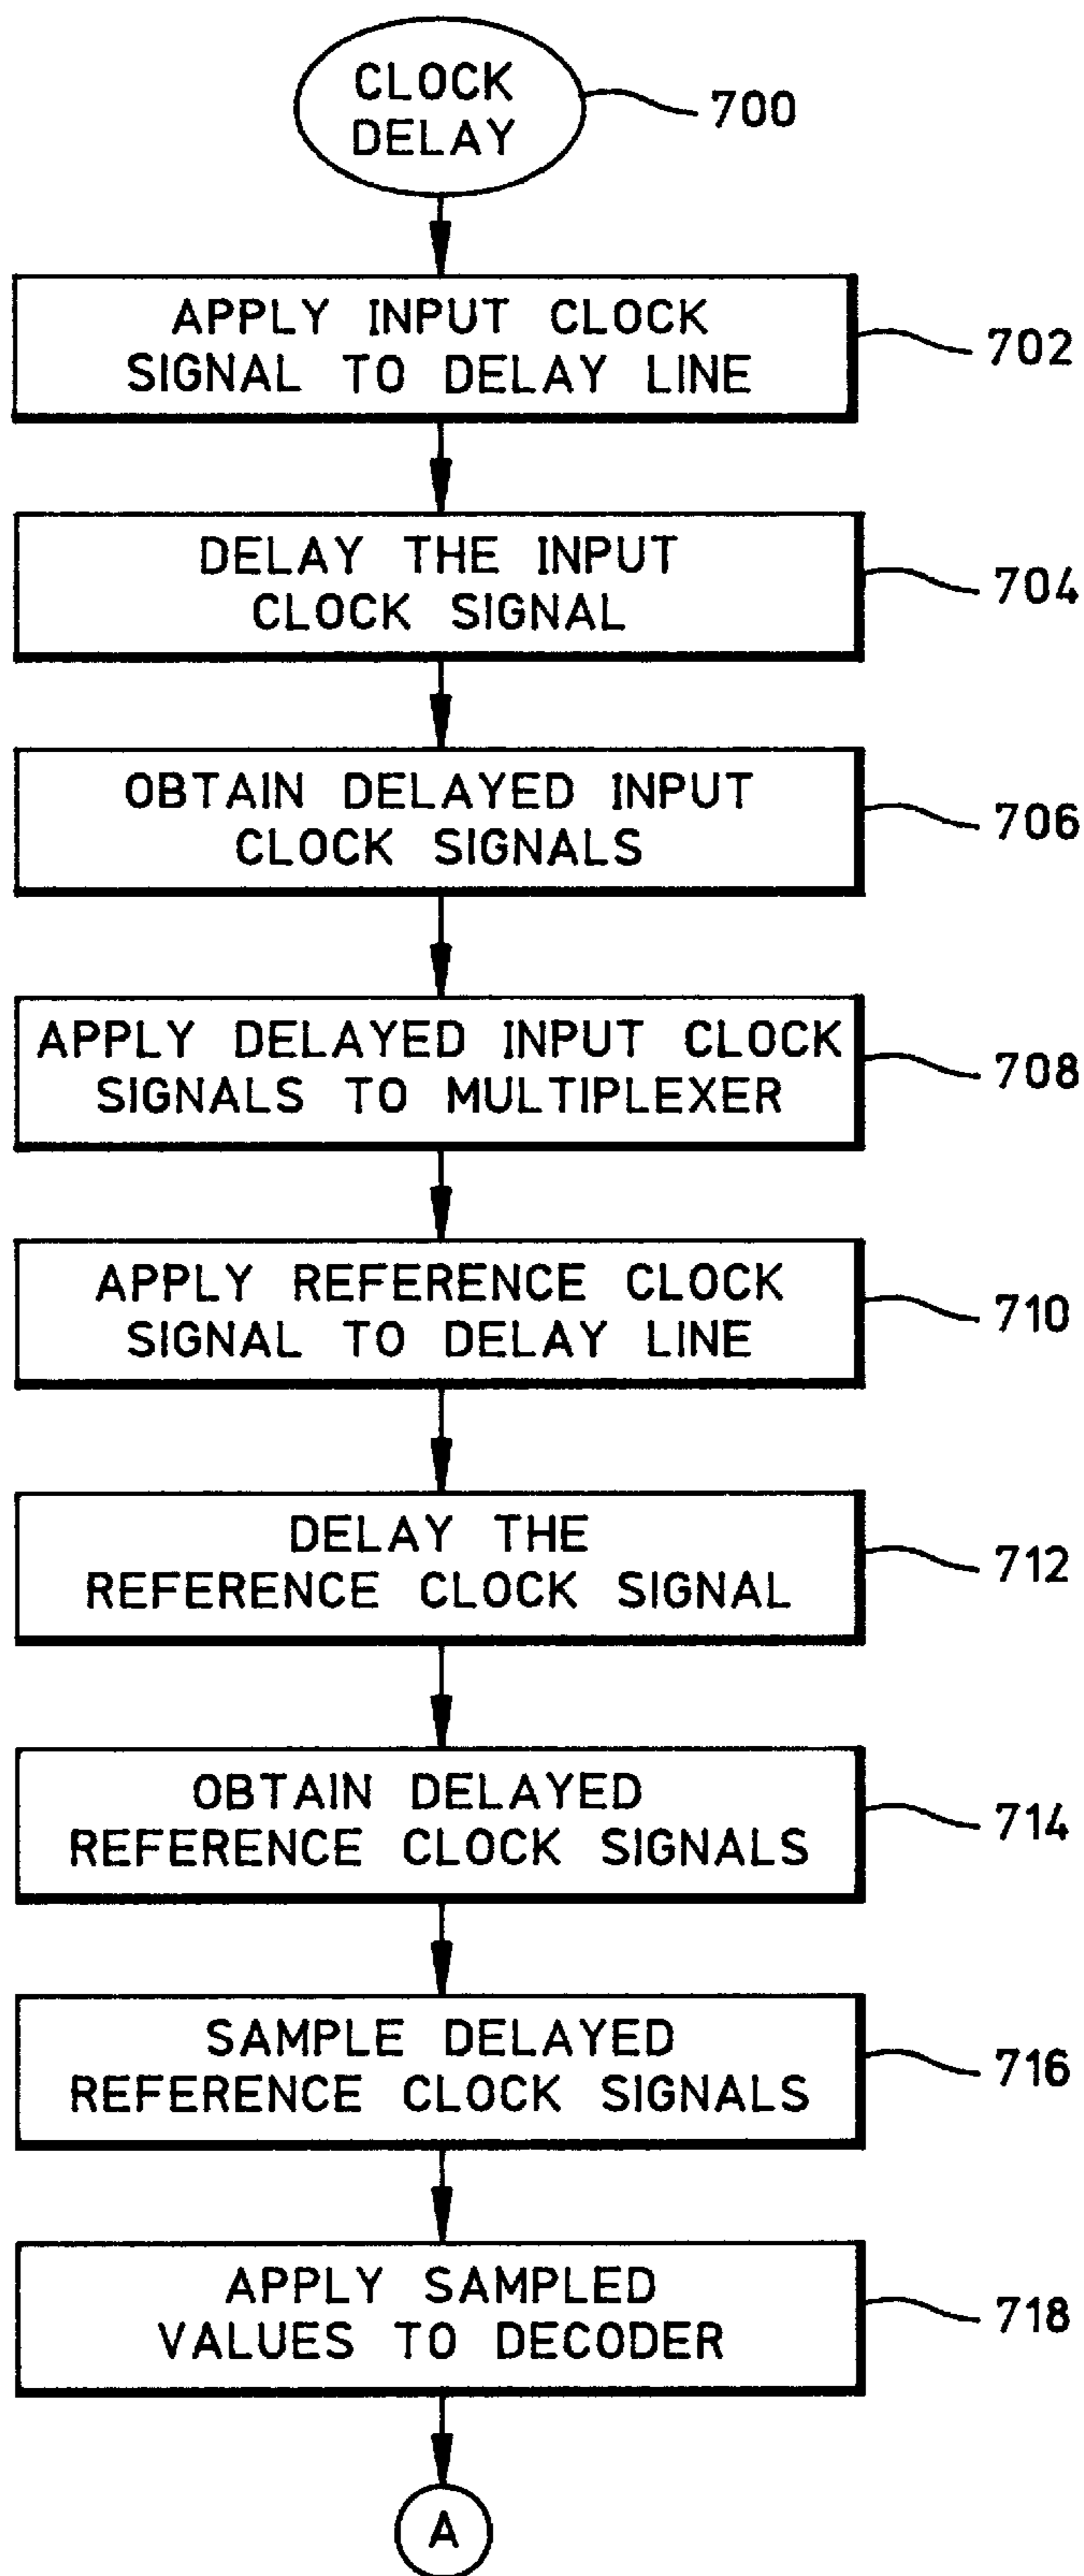 CLOCK
DELAY
700
APPLY INPUT CLOCK
SIGNAL TO DELAY LINE
702
DELAY THE INPUT
CLOCK SIGNAL
704
OBTAIN DELAYED INPUT
CLOCK SIGNALS
706
APPLY DELAYED INPUT CLOCK
SIGNALS TO MULTIPLEXER
708
APPLY REFERENCE CLOCK
SIGNAL TO DELAY LINE
710
DELAY THE
REFERENCE CLOCK SIGNAL
712
OBTAIN DELAYED
REFERENCE CLOCK SIGNALS
714
SAMPLE DELAYED
REFERENCE CLOCK SIGNALS
716
APPLY SAMPLED
VALUES TO DECODER
718
A